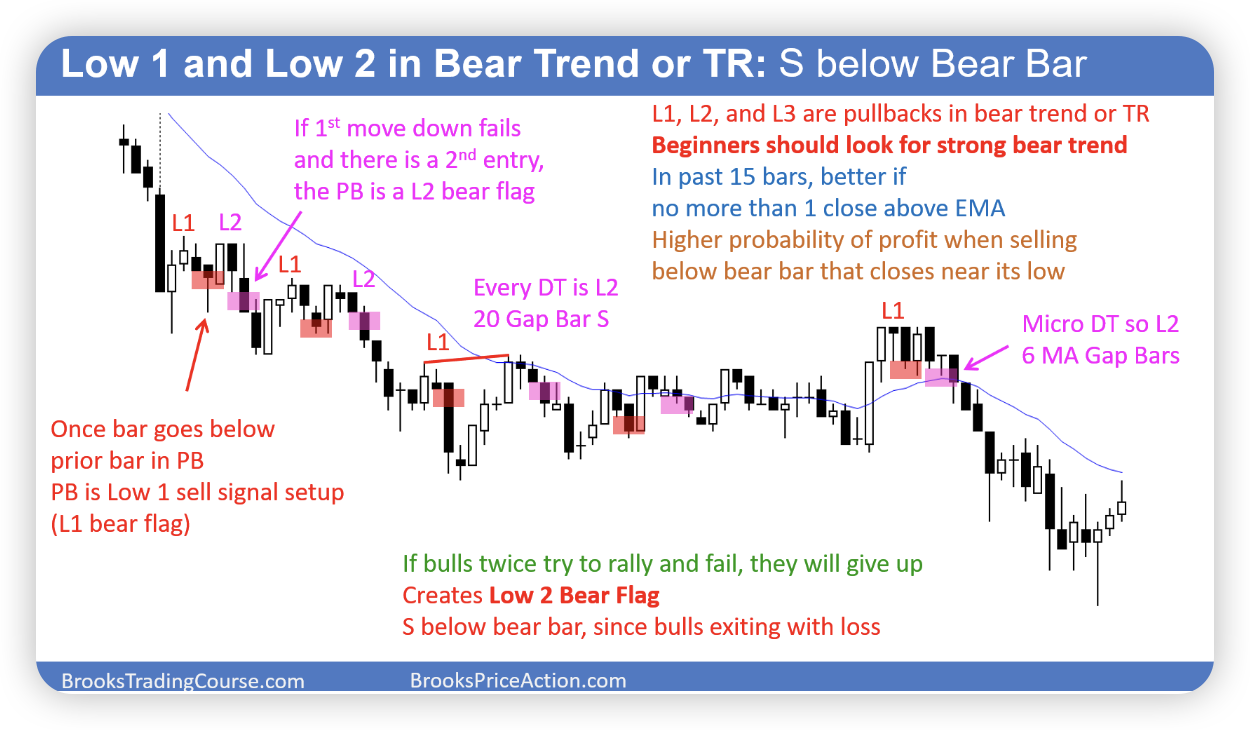 Low 1 and Low 2 in Bear Trend or TR: S below Bear Bar
If 1st move down fails
and there is a 2nd entry,
the PB is a L2 bear flag
L1, L2, and L3 are pullbacks in bear trend or TR
Beginners should look for strong bear trend
In past 15 bars, better if
no more than 1 close above EMA
Higher probability of profit when selling
below bear bar that closes near its low
L1
L2
L1
L2
Every DT is L2
20 Gap Bar S
L1
L1
Micro DT so L2
6 MA Gap Bars
Once bar goes below
prior bar in PB
PB is Low 1 sell signal setup
(L1 bear flag)
If bulls twice try to rally and fail, they will give up
Creates Low 2 Bear Flag
S below bear bar, since bulls exiting with loss
BrooksTradingCourse.com
BrooksPriceAction.com